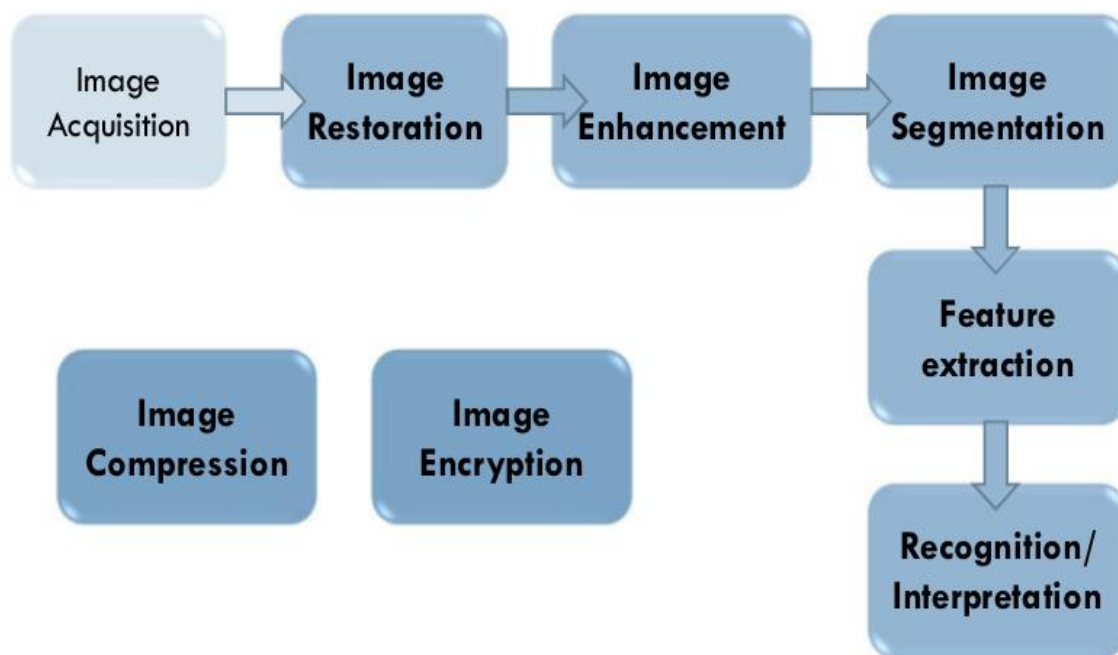 Image
Acquisition
Image
Restoration
Image
Enhancement
Image
Segmentation
Feature
extraction
Image
Compression
Image
Encryption
Recognition/
Interpretation